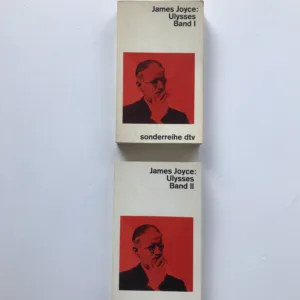 James Joyce:
Ulysses
Band I
sonderreihe dtv
James Joyce:
Ulysses
Band II